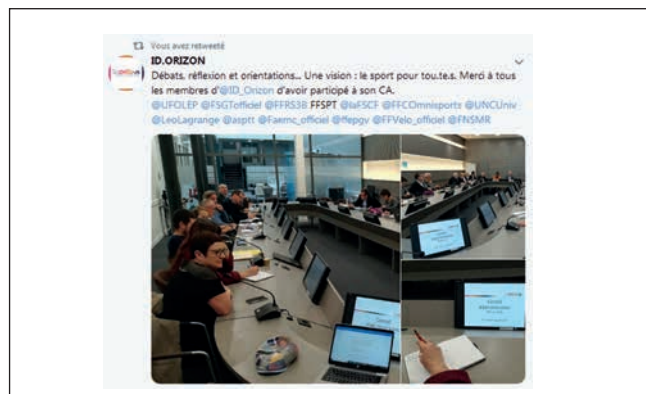 Vous avez retweeté
ID.ORIZON
Débats, réflexion et orientations... Une vision : le sport pour tou.te.s. Merci à tous
les membres d'@ID_Orizon d'avoir participé à son CA.
@UFOLEP @FSGTofficiel @FFRS3B FFSPT @laFSCF @FFCOmnisports @UNCUniv
@LeoLagrange @asptt @Faemc_officiel @ffepgv @FFVelo_officiel @FNSMR